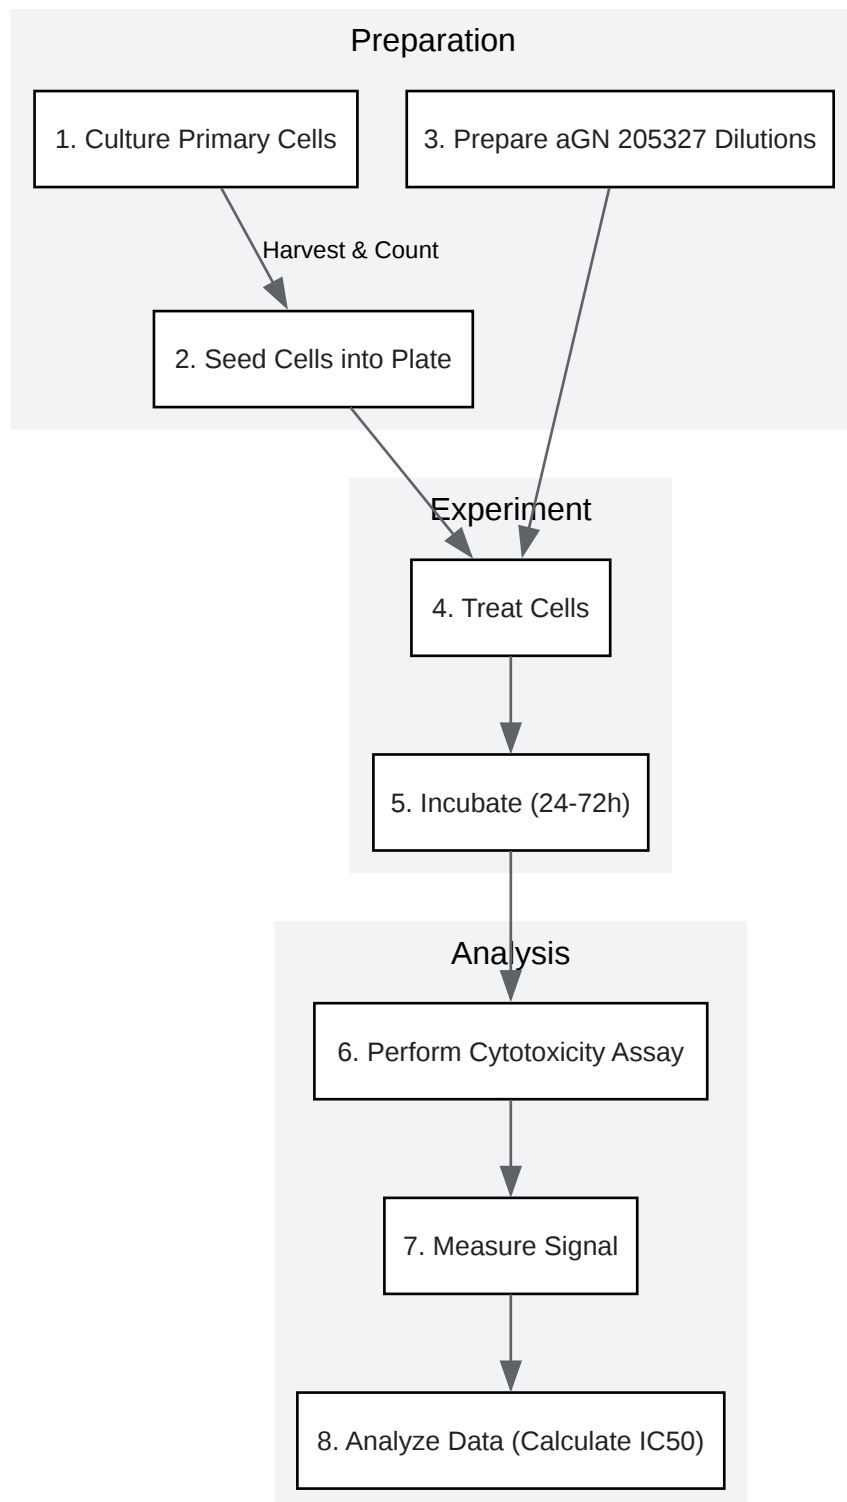 Preparation
1. Culture Primary Cells
3. Prepare aGN 205327 Dilutions
Harvest & Count
2. Seed Cells into Plate
Experiment
4. Treat Cells
5. Incubate (24-72h)
Analysis
6. Perform Cytotoxicity Assay
7. Measure Signal
8. Analyze Data (Calculate IC50)